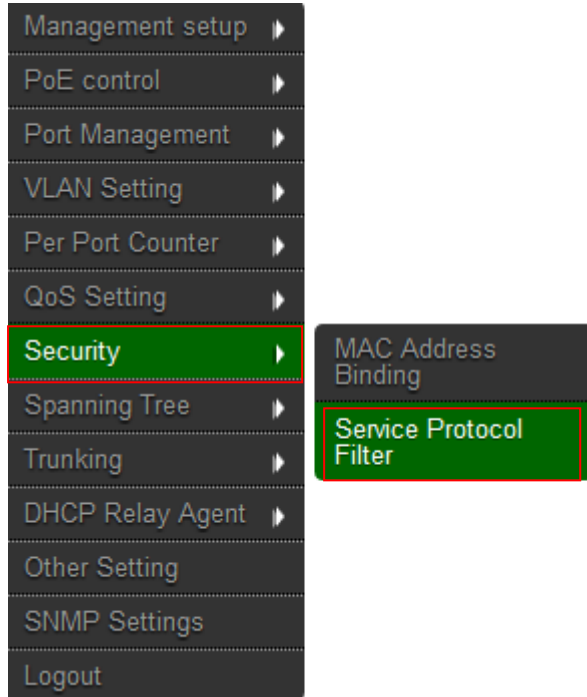 Management setup
PoE control
Port Management
VLAN Setting
Per Port Counter
QoS Setting
Security
MAC Address
Binding
Service Protocol
Filter
Spanning Tree
Trunking
DHCP Relay Agent
Other Setting
SNMP Settings
Logout